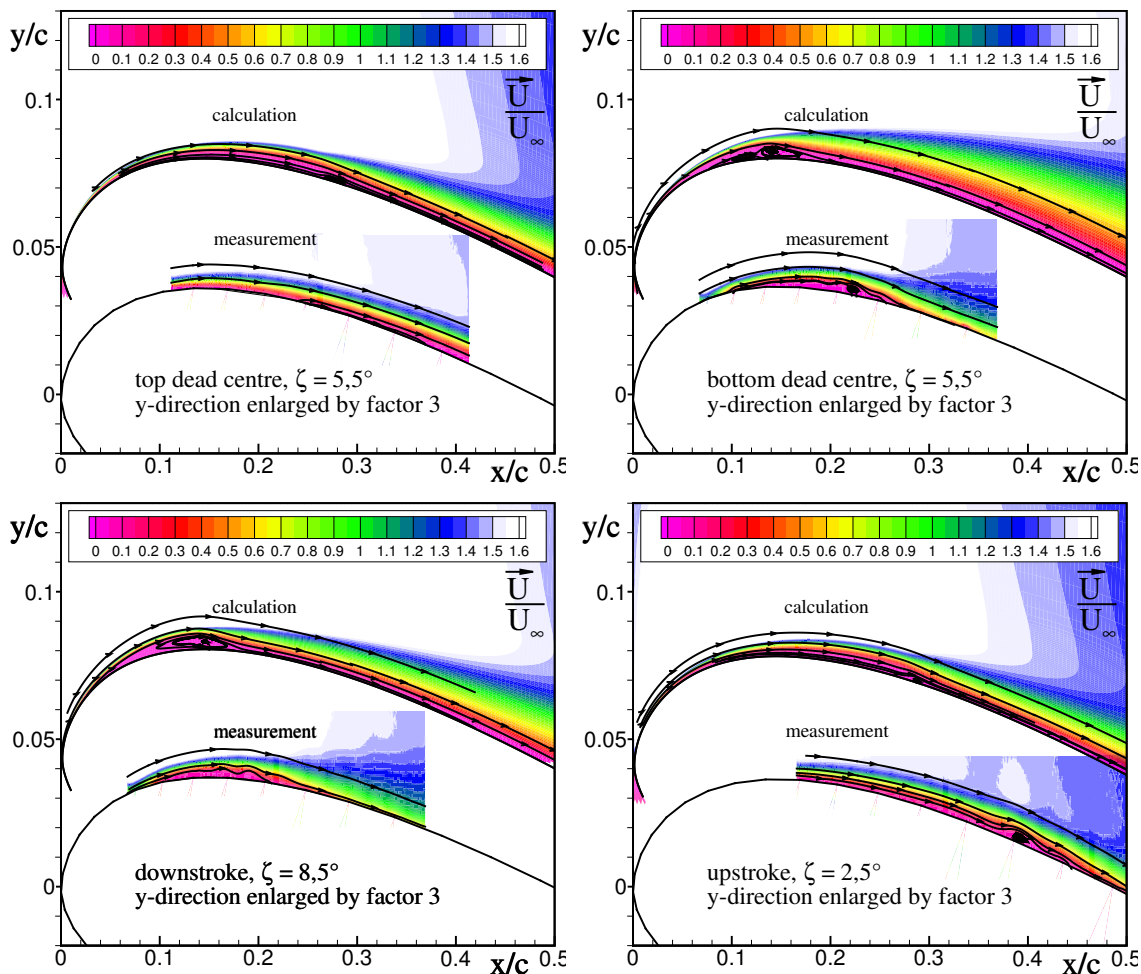 y/c
0 0.1 0.2 0.3 0.4 0.5 0.6 0.7 0.8 0.9 1 1.1 1.2 1.3 1.4 1.5 1.6
U
U∞
0.1
calculation
0.05
measurement
0
top dead centre, ζ = 5,5°
y-direction enlarged by factor 3
0 0.1 0.2 0.3 0.4 0.5
x/c
y/c
0 0.1 0.2 0.3 0.4 0.5 0.6 0.7 0.8 0.9 1 1.1 1.2 1.3 1.4 1.5 1.6
U
U∞
0.1
calculation
0.05
measurement
0
bottom dead centre, ζ = 5,5°
y-direction enlarged by factor 3
0 0.1 0.2 0.3 0.4 0.5
x/c
y/c
0 0.1 0.2 0.3 0.4 0.5 0.6 0.7 0.8 0.9 1 1.1 1.2 1.3 1.4 1.5 1.6
U
U∞
0.1
calculation
0.05
measurement
0
downstroke, ζ = 8,5°
y-direction enlarged by factor 3
0 0.1 0.2 0.3 0.4 0.5
x/c
y/c
0 0.1 0.2 0.3 0.4 0.5 0.6 0.7 0.8 0.9 1 1.1 1.2 1.3 1.4 1.5 1.6
U
U∞
0.1
calculation
0.05
measurement
0
upstroke, ζ = 2,5°
y-direction enlarged by factor 3
0 0.1 0.2 0.3 0.4 0.5
x/c